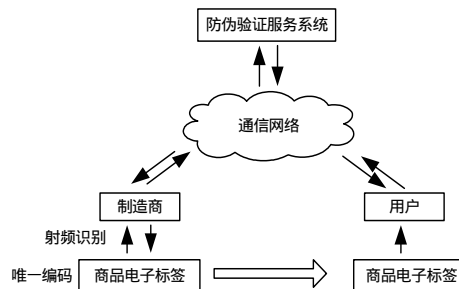 防伪验证服务系统
通信网络
制造商
用户
射频识别
唯一编码
商品电子标签
商品电子标签